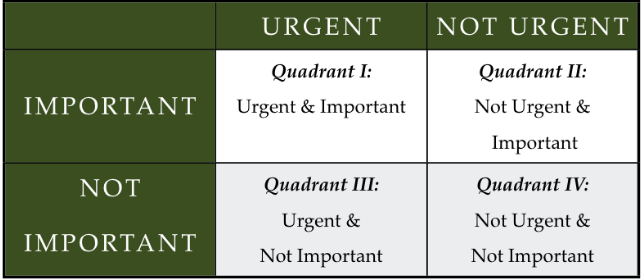 URGENT
NOT URGENT
IMPORTANT
Quadrant I:
Urgent & Important
Quadrant II:
Not Urgent &
Important
NOT
IMPORTANT
Quadrant III:
Urgent &
Not Important
Quadrant IV:
Not Urgent &
Not Important